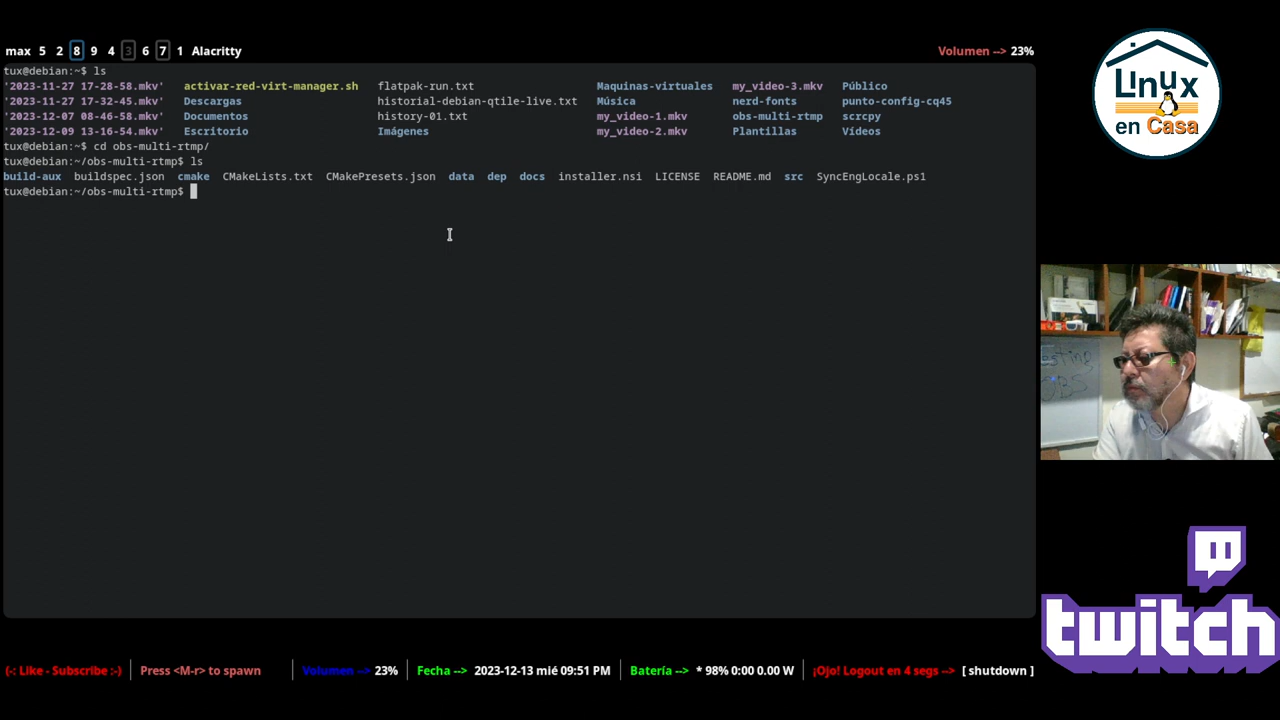 max 5 2 8 9 4 3 6 7 1 Alacritty
Volumen --> 23%
tux@debian:~$ ls
'2023-11-27 17-28-58.mkv' activar-red-virt-manager.sh flatpak-run.txt Maquinas-virtuales my_video-3.mkv Público
'2023-11-27 17-32-45.mkv' Descargas historial-debian-qtile-live.txt Música nerd-fonts punto-config-cq45
'2023-12-07 08-46-58.mkv' Documentos history-01.txt my_video-1.mkv obs-multi-rtmp scrcpy
'2023-12-09 13-16-54.mkv' Escritorio Imágenes my_video-2.mkv Plantillas Vídeos
tux@debian:~$ cd obs-multi-rtmp/
tux@debian:~/obs-multi-rtmp$ ls
build-aux buildspec.json cmake CMakeLists.txt CMakePresets.json data dep docs installer.nsi LICENSE README.md src SyncEngLocale.ps1
tux@debian:~/obs-multi-rtmp$
LInux
en Casa
esting
OBS
twitch
(-: Like - Subscribe :-) Press <M-r> to spawn Volumen --> 23% Fecha --> 2023-12-13 mié 09:51 PM Batería --> * 98% 0:00 0.00 W ¡Ojo! Logout en 4 segs --> [ shutdown ]